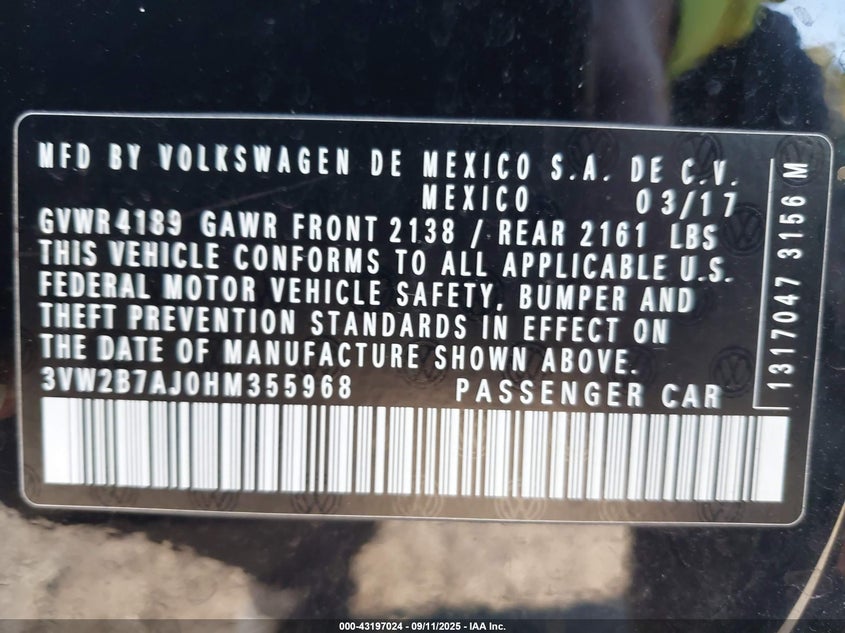 MFD BY VOLKSWAGEN DE MEXICO S.A. DE C.V.
MEXICO 03/17
GVWR 4189 GAWR FRONT 2138 / REAR 2161 LBS
THIS VEHICLE CONFORMS TO ALL APPLICABLE U.S.
FEDERAL MOTOR VEHICLE SAFETY, BUMPER AND
THEFT PREVENTION STANDARDS IN EFFECT ON
THE DATE OF MANUFACTURE SHOWN ABOVE.
3VW2B7AJ0HM355968 PASSENGER CAR
1317047 3156 M
000-43197024 - 09/11/2025 - IAA Inc.